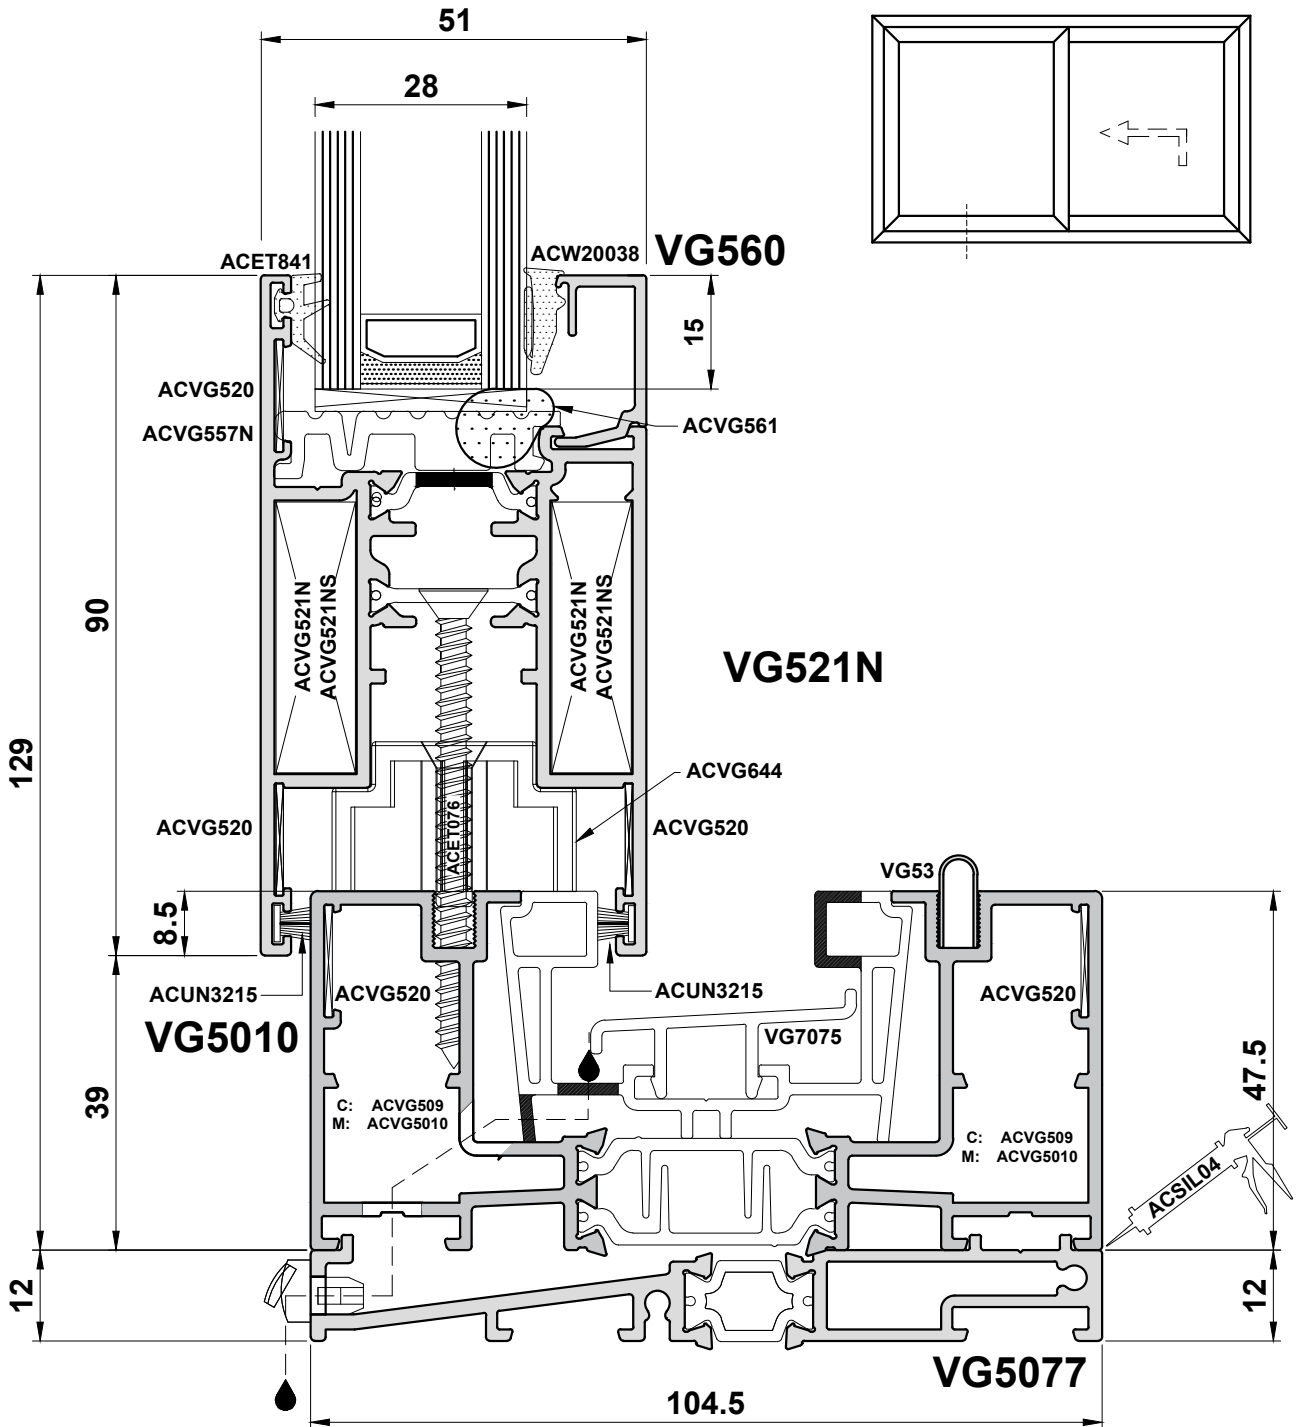 51
28
ACET841
ACW20038
VG560
15
ACVG520
ACVG557N
ACVG561
90
129
ACVG521N
ACVG521NS
ACVG521N
ACVG521NS
VG521N
ACVG644
ACET076
ACVG520
ACVG520
VG53
8.5
ACUN3215
ACVG520
ACUN3215
ACVG520
VG5010
VG7075
47.5
39
C: ACVG509
M: ACVG5010
C: ACVG509
M: ACVG5010
ACSIL04
12
12
VG5077
104.5